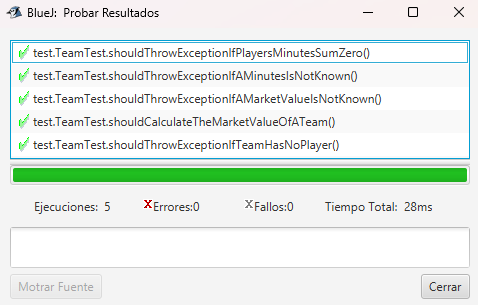 BlueJ: Probar Resultados
test.TeamTest.shouldThrowExceptionIfPlayersMinutesSumZero()
test.TeamTest.shouldThrowExceptionIfAMinutesIsNotKnown()
test.TeamTest.shouldThrowExceptionIfAMarketValueIsNotKnown()
test.TeamTest.shouldCalculateTheMarketValueOfATeam()
test.TeamTest.shouldThrowExceptionIfTeamHasNoPlayer()
Ejecuciones: 5 Errores:0 Fallos:0 Tiempo Total: 28ms
Motrar Fuente Cerrar